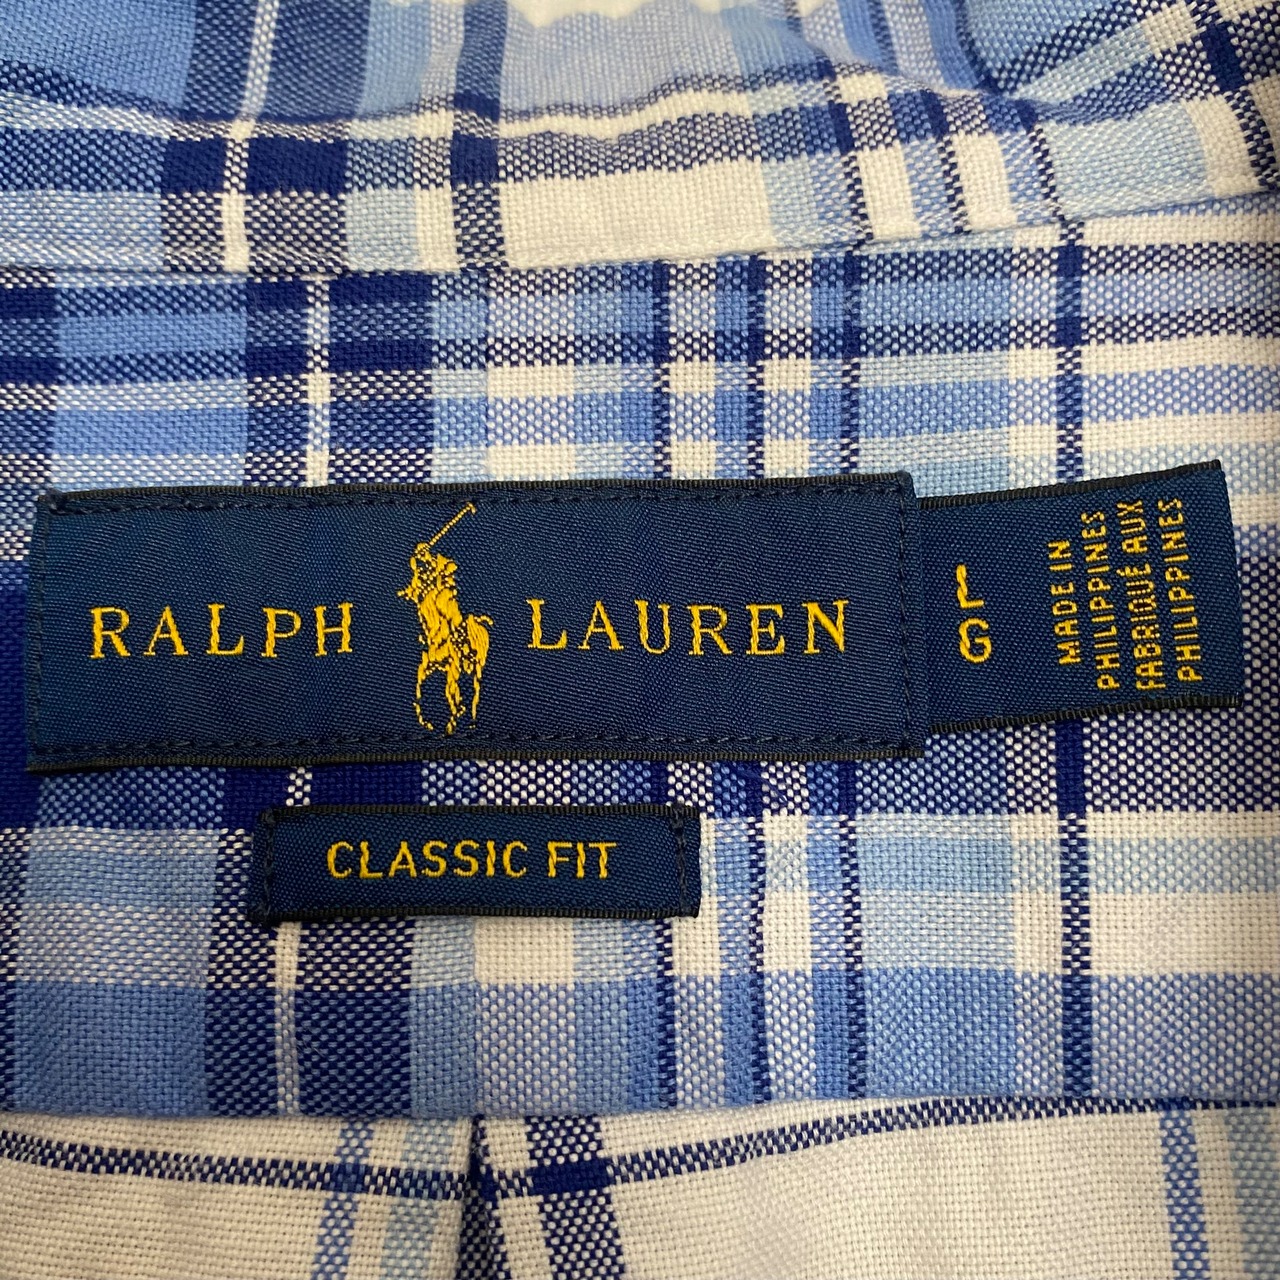 RALPH LAUREN
L
G
MADE IN
PHILIPPINES
FABRIQUÉ AUX
PHILIPPINES
CLASSIC FIT